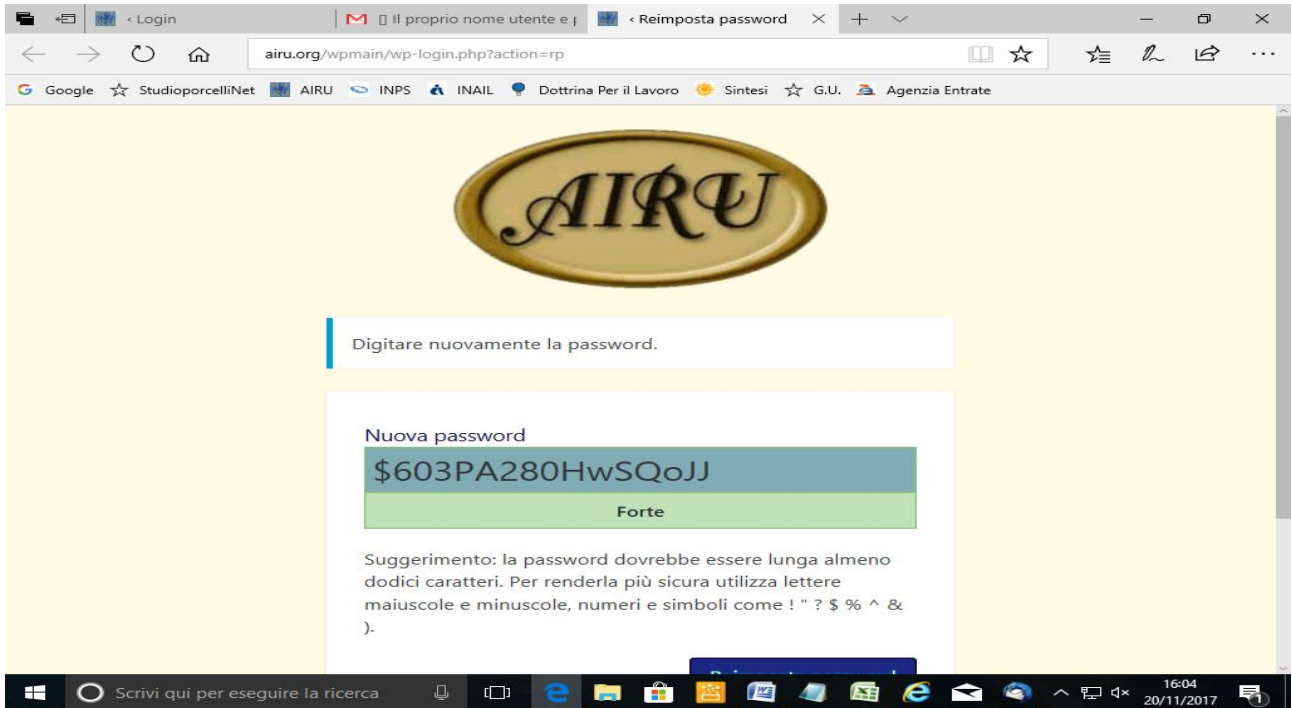 ‹ Login
Il proprio nome utente e p
‹ Reimposta password
airu.org/wpmain/wp-login.php?action=rp
Google StudioporcelliNet AIRU INPS INAIL Dottrina Per il Lavoro Sintesi G.U. Agenzia Entrate
AIRU
Digitare nuovamente la password.
Nuova password
$603PA280HwSQoJJ
Forte
Suggerimento: la password dovrebbe essere lunga almeno
dodici caratteri. Per renderla più sicura utilizza lettere
maiuscole e minuscole, numeri e simboli come ! " ? $ % ^ &
).
Scrivi qui per eseguire la ricerca
16:04
20/11/2017